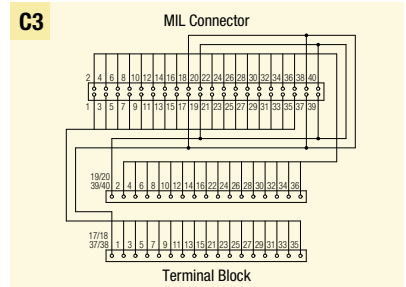 C3
MIL Connector
2 4 6 8 10 12 14 16 18 20 22 24 26 28 30 32 34 36 38 40
1 3 5 7 9 11 13 15 17 19 21 23 25 27 29 31 33 35 37 39
19/20
39/40 2 4 6 8 10 12 14 16 22 24 26 28 30 32 34 36
17/18
37/38 1 3 5 7 9 11 13 15 21 23 25 27 29 31 33 35
Terminal Block